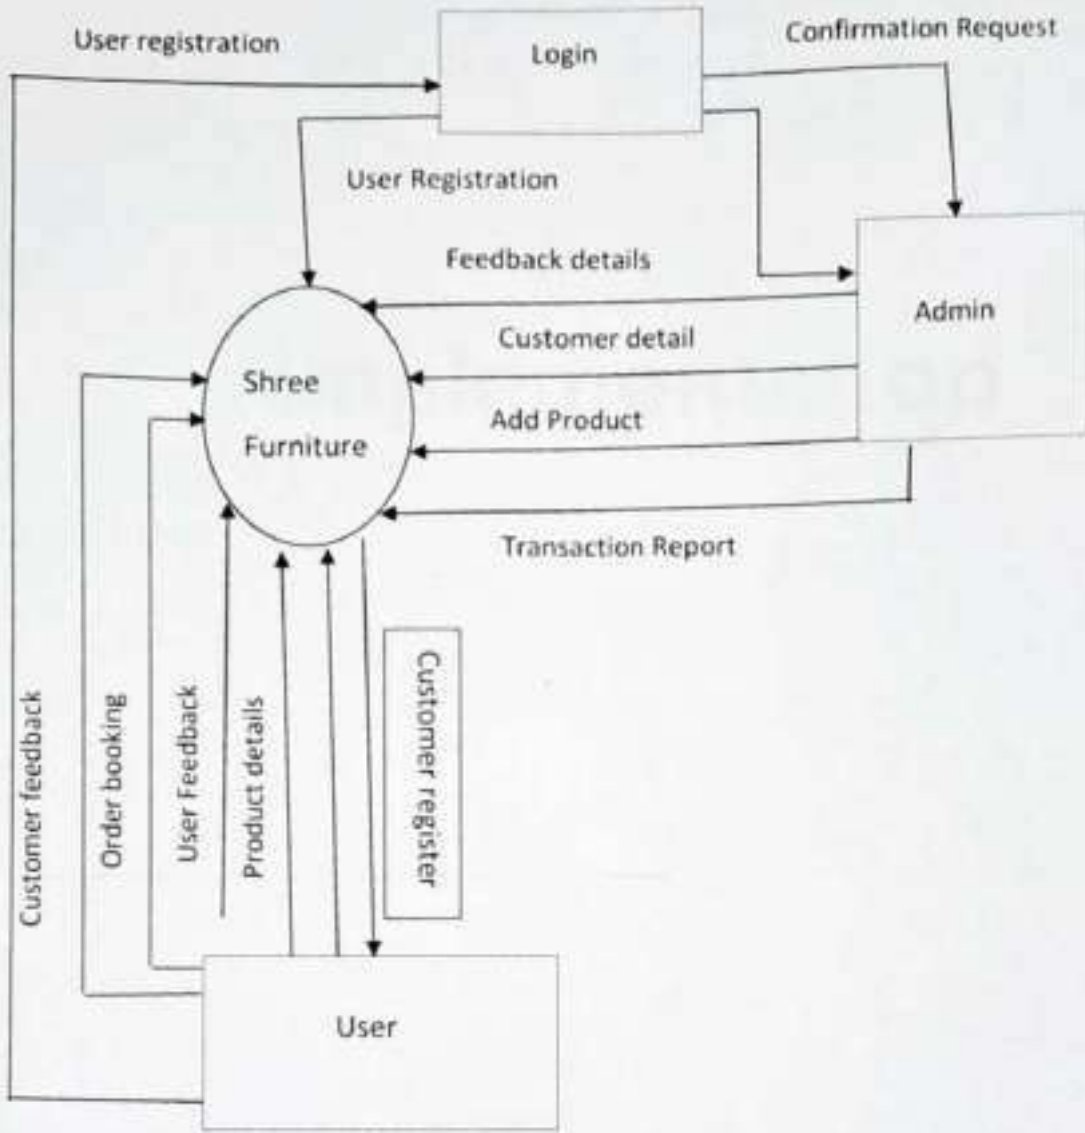 User registration
Login
Confirmation Request
User Registration
Feedback details
Admin
Customer detail
Shree
Furniture
Add Product
Transaction Report
Customer feedback
Order booking
User Feedback
Product details
Customer register
User